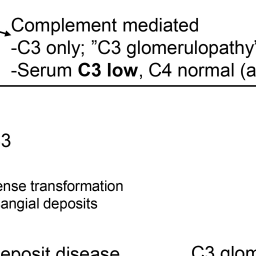 Complement mediated
-C3 only; ”C3 glomerulopathy”
-Serum C3 low, C4 normal (a
3
ense transformation
angial deposits
eposit disease
C3 glom